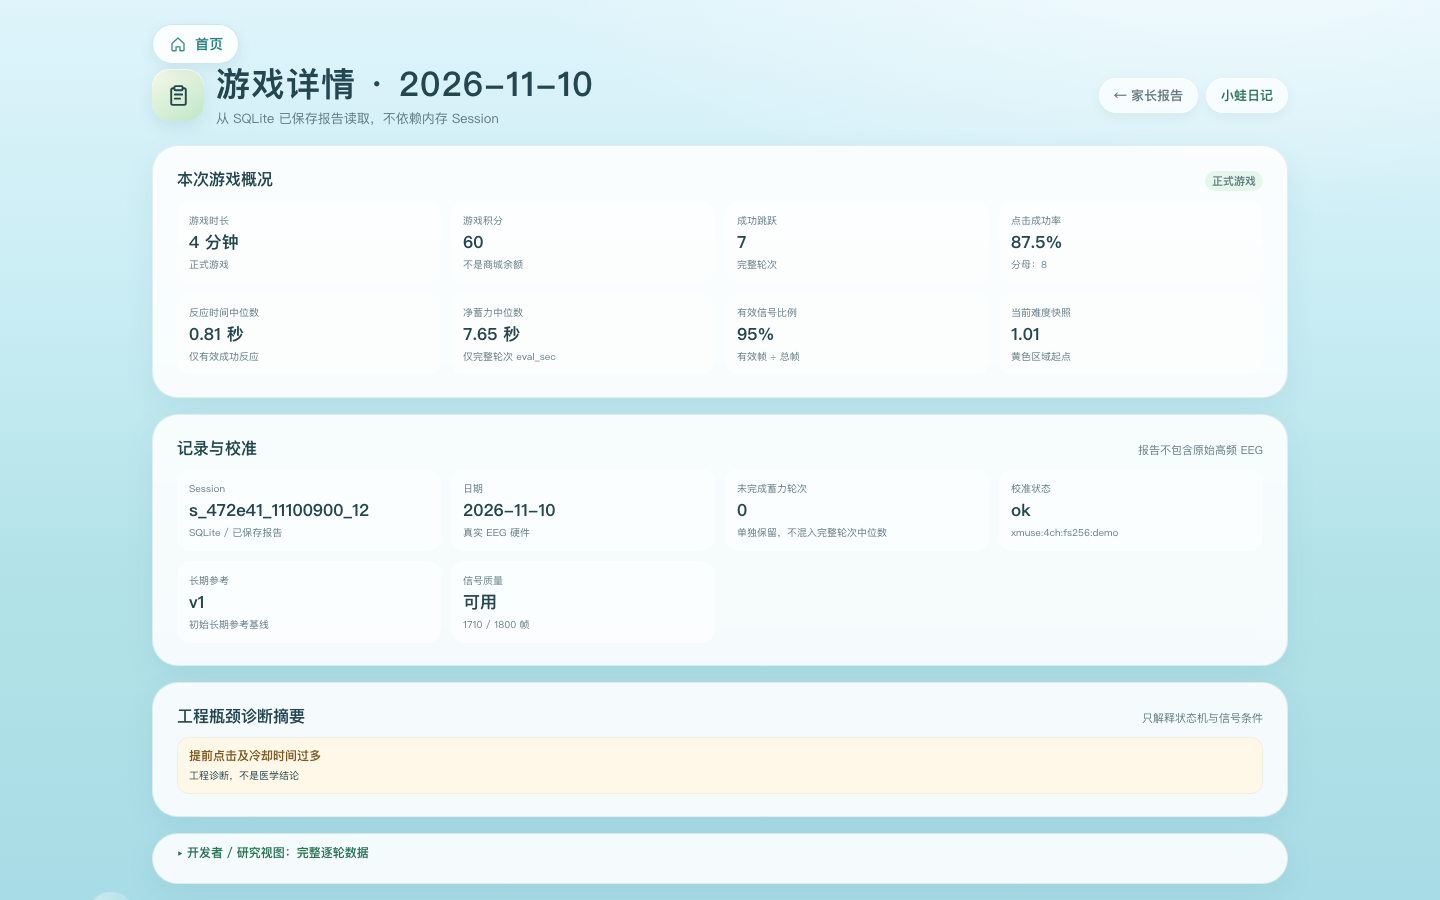 首页
游戏详情 · 2026-11-10
从 SQLite 已保存报告读取，不依赖内存 Session
← 家长报告
小蛙日记
本次游戏概况
正式游戏
游戏时长
4 分钟
正式游戏
游戏积分
60
不是商城余额
成功跳跃
7
完整轮次
点击成功率
87.5%
分母：8
反应时间中位数
0.81 秒
仅有效成功反应
净蓄力中位数
7.65 秒
仅完整轮次 eval_sec
有效信号比例
95%
有效帧 ÷ 总帧
当前难度快照
1.01
黄色区域起点
记录与校准
报告不包含原始高频 EEG
Session
s_472e41_11100900_12
SQLite / 已保存报告
日期
2026-11-10
真实 EEG 硬件
未完成蓄力轮次
0
单独保留，不混入完整轮次中位数
校准状态
ok
xmuse:4ch:fs256:demo
长期参考
v1
初始长期参考基线
信号质量
可用
1710 / 1800 帧
工程瓶颈诊断摘要
只解释状态机与信号条件
提前点击及冷却时间过多
工程诊断，不是医学结论
▸ 开发者 / 研究视图：完整逐轮数据